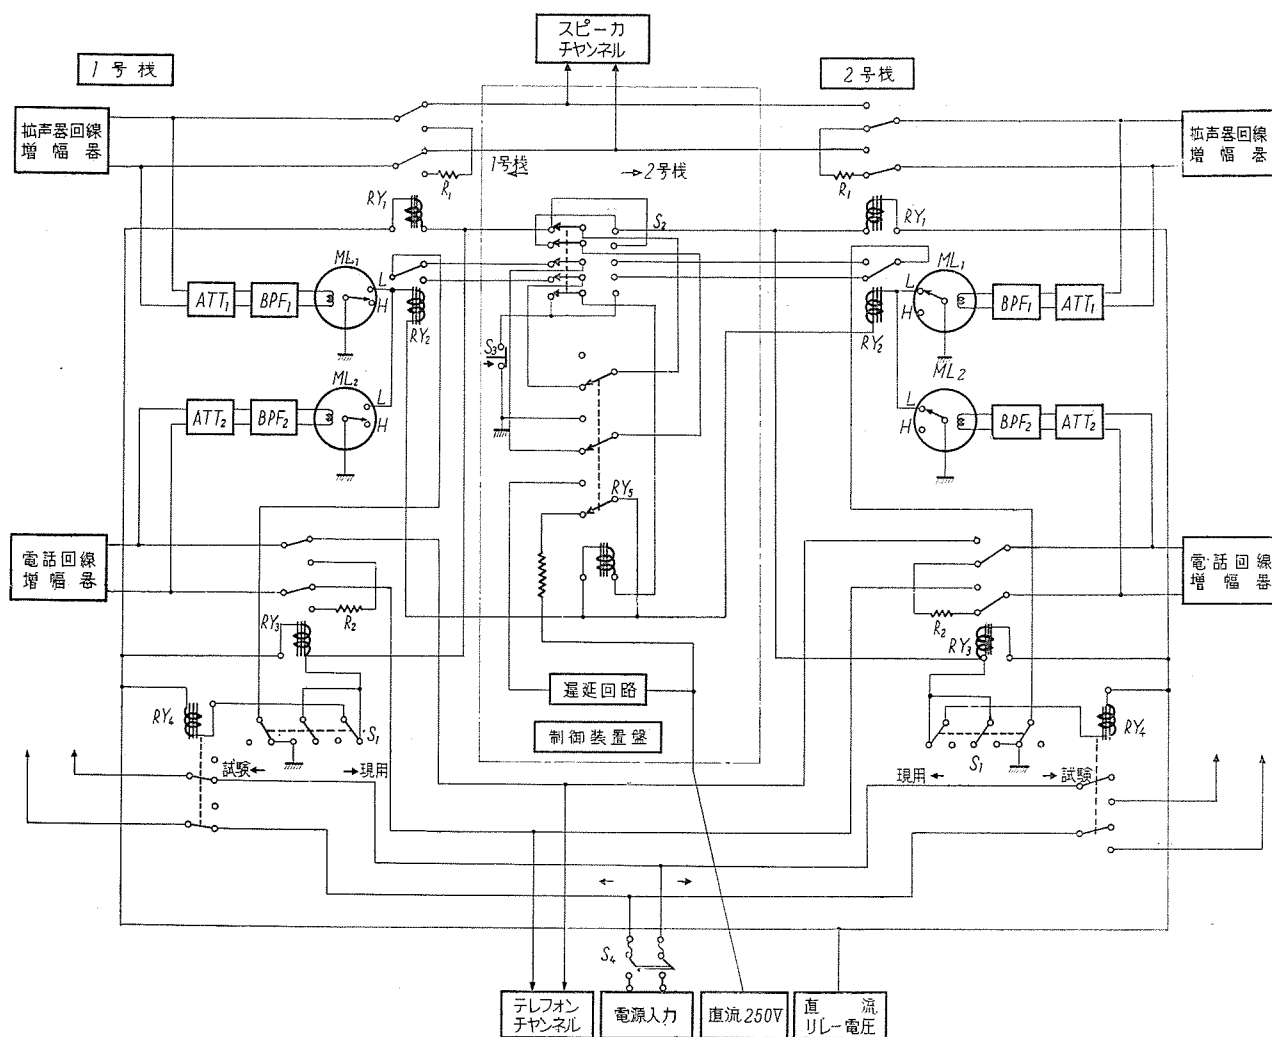 スピーカ
チャンネル
1号桟
2号桟
拡声器回線
増幅器
拡声器回線
増幅器
1号桟
2号桟
R₁
R₁
RY₁
S₂
RY₁
ML₁
L
H
ATT₁
BPF₁
RY₂
ML₁
L
H
BPF₁
ATT₁
RY₂
S₃
ML₂
L
H
ATT₂
BPF₂
ML₂
L
H
BPF₂
ATT₂
RY₅
電話回線
増幅器
電話回線
増幅器
R₂
R₂
RY₃
RY₃
遅延回路
RY₄
S₁
制御装置盤
RY₄
S₁
試験
現用
現用
試験
S₄
テレフォン
チャンネル
電源入力
直流250V
直流
リレー電圧